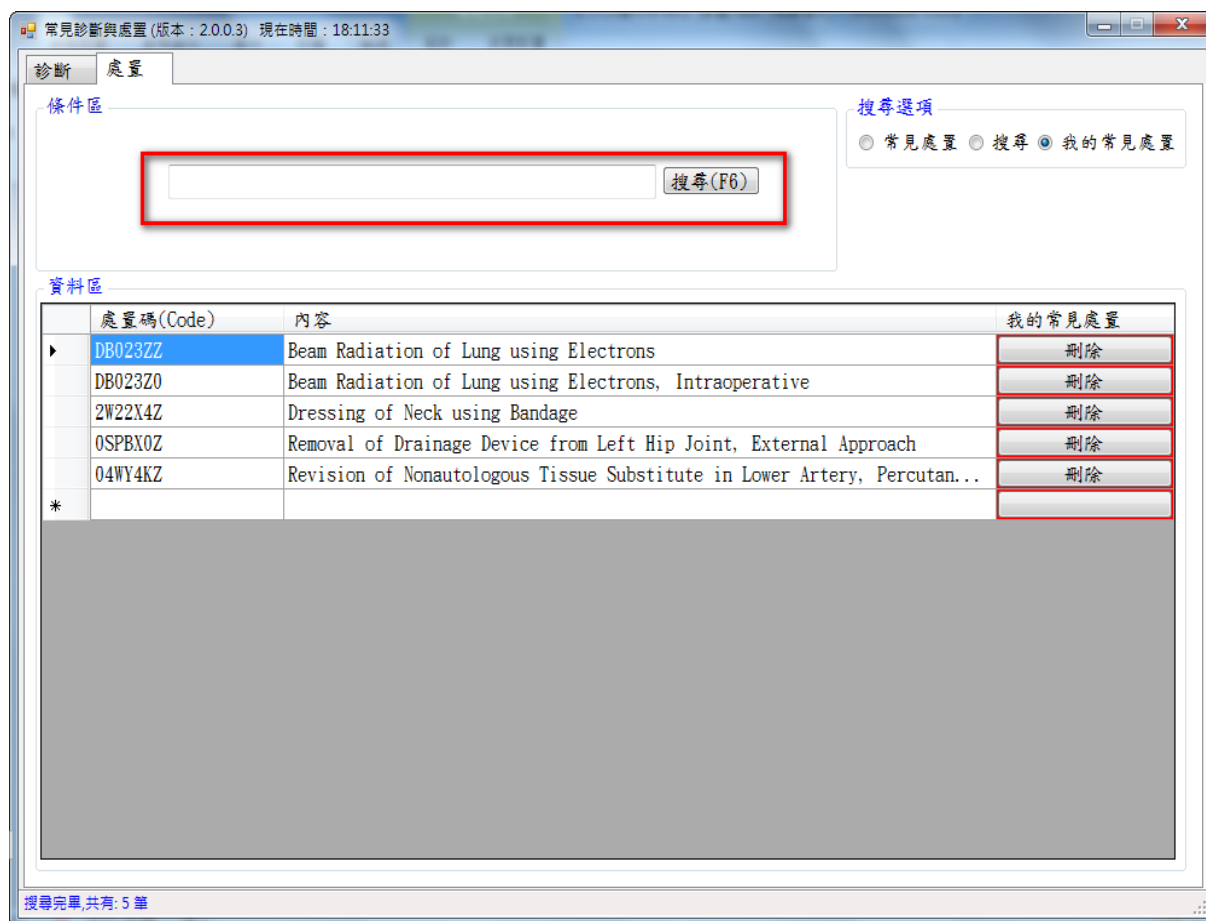 常見診斷與處置 (版本：2.0.0.3) 現在時間：18:11:33
診斷 處置
條件區
搜尋選項
常見處置 搜尋 我的常見處置
搜尋(F6)
資料區
處置碼(Code) 內容 我的常見處置
DB023ZZ Beam Radiation of Lung using Electrons 刪除
DB023Z0 Beam Radiation of Lung using Electrons, Intraoperative 刪除
2W22X4Z Dressing of Neck using Bandage 刪除
0SPBX0Z Removal of Drainage Device from Left Hip Joint, External Approach 刪除
04WY4KZ Revision of Nonautologous Tissue Substitute in Lower Artery, Percutan... 刪除
搜尋完畢,共有: 5 筆